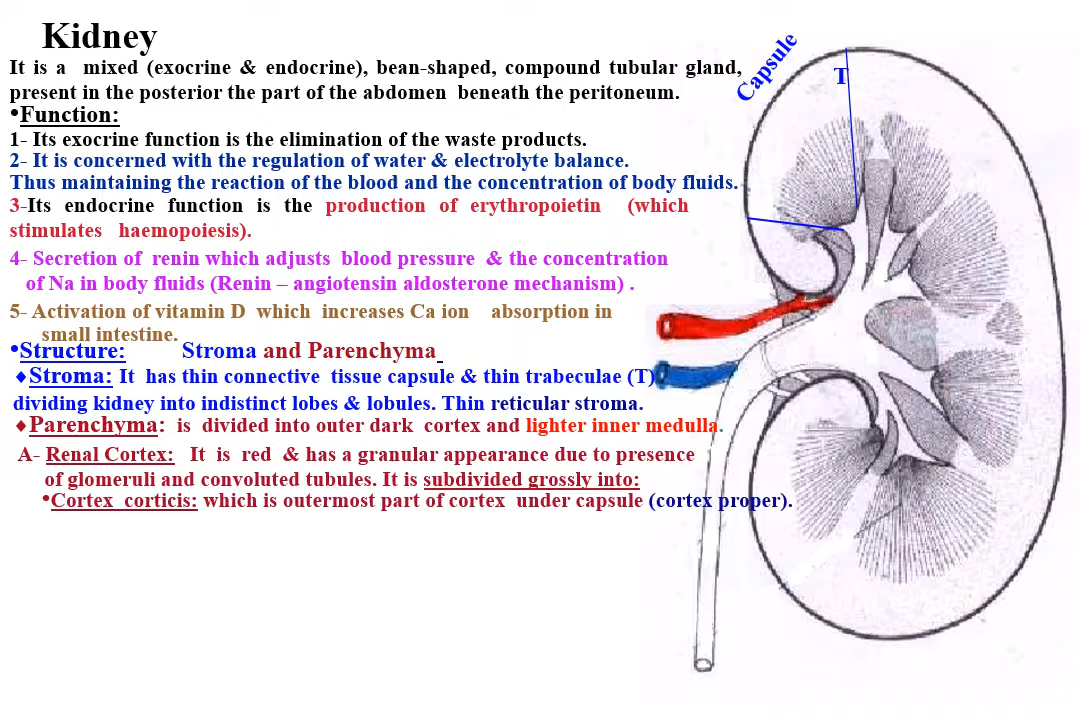 Kidney
It is a mixed (exocrine & endocrine), bean-shaped, compound tubular gland,
present in the posterior the part of the abdomen beneath the peritoneum.
•Function:
1- Its exocrine function is the elimination of the waste products.
2- It is concerned with the regulation of water & electrolyte balance.
Thus maintaining the reaction of the blood and the concentration of body fluids.
3-Its endocrine function is the production of erythropoietin (which
stimulates haemopoiesis).
4- Secretion of renin which adjusts blood pressure & the concentration
of Na in body fluids (Renin – angiotensin aldosterone mechanism) .
5- Activation of vitamin D which increases Ca ion absorption in
small intestine.
•Structure: Stroma and Parenchyma
♦Stroma: It has thin connective tissue capsule & thin trabeculae (T)
dividing kidney into indistinct lobes & lobules. Thin reticular stroma.
♦Parenchyma: is divided into outer dark cortex and lighter inner medulla.
A- Renal Cortex: It is red & has a granular appearance due to presence
of glomeruli and convoluted tubules. It is subdivided grossly into:
•Cortex corticis: which is outermost part of cortex under capsule (cortex proper).
Capsule
T